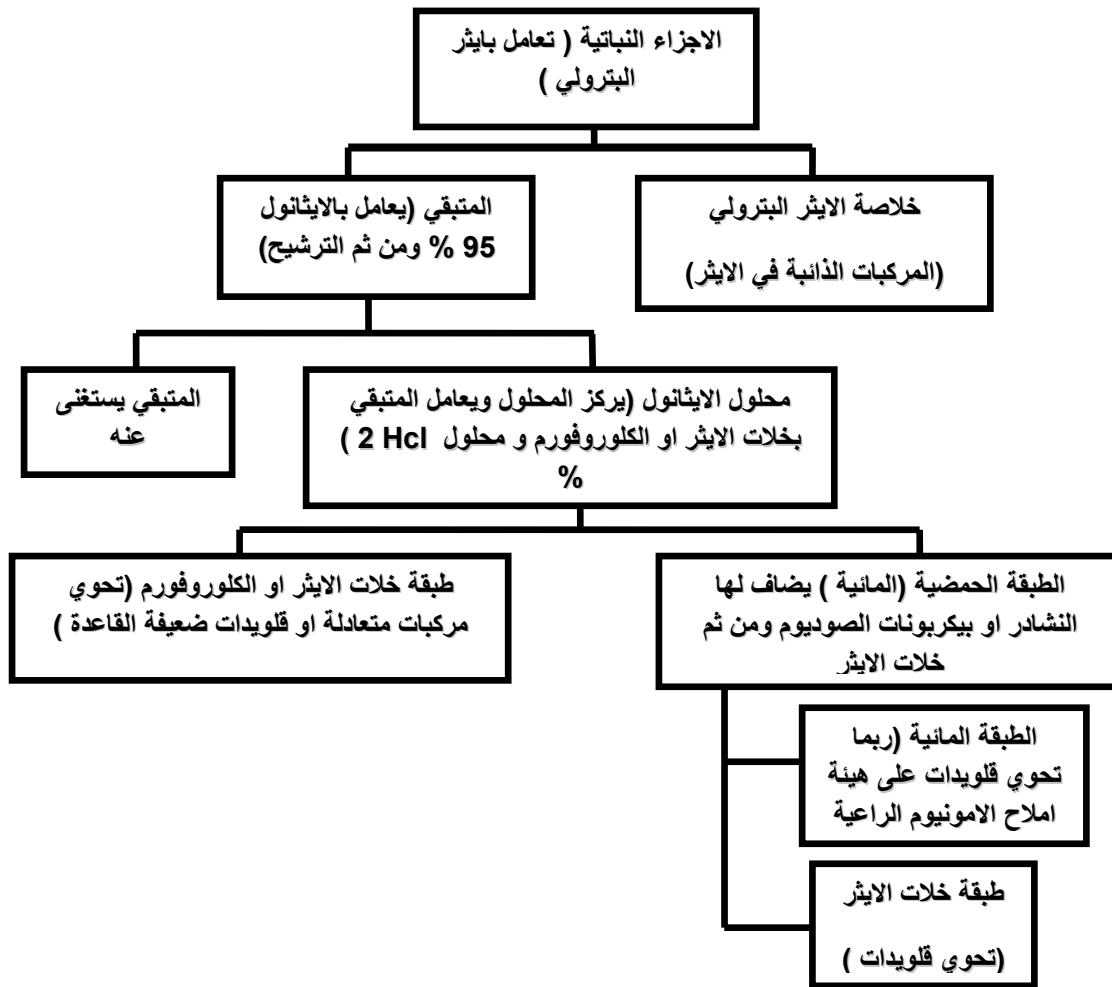 الاجزاء النباتية ( تعامل بايثر
البترولي )
خلاصة الايثر البترولي
(المركبات الذائبة في الايثر)
المتبقي (يعامل بالايثانول
95 % ومن ثم الترشيح)
محلول الايثانول (يركز المحلول ويعامل المتبقي
بخلات الايثر او الكلوروفورم و محلول 2 Hcl )
%
المتبقي يستغنى
عنه
الطبقة الحمضية (المائية ) يضاف لها
النشادر او بيكربونات الصوديوم ومن ثم
خلات الايثر
طبقة خلات الايثر او الكلوروفورم (تحوي
مركبات متعادلة او قلويدات ضعيفة القاعدة )
الطبقة المائية (ربما
تحوي قلويدات على هيئة
املاح الامونيوم الراعية
طبقة خلات الايثر
(تحوي قلويدات )